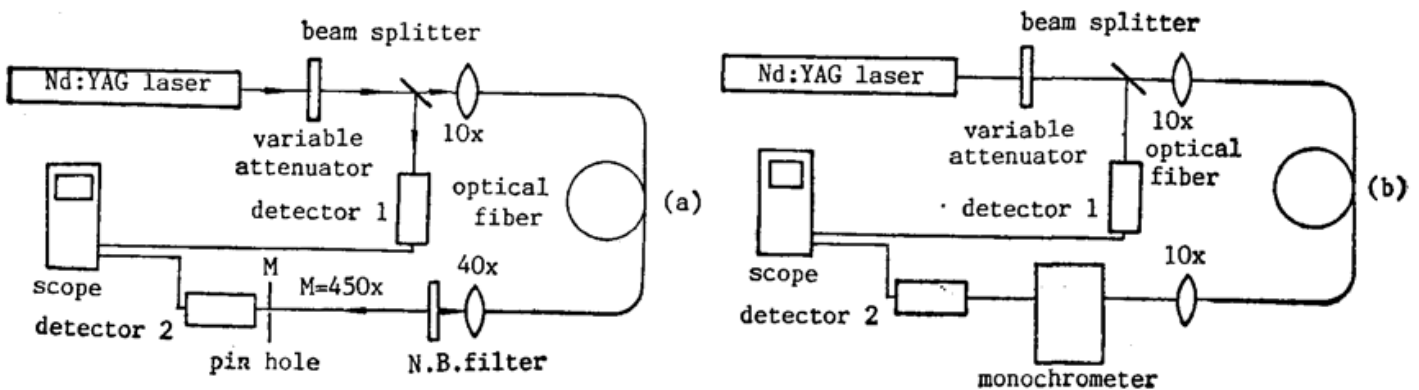 beam splitter
Nd:YAG laser
10x
variable
attenuator
optical
fiber
(a)
detector 1
40x
M
M=450x
scope
detector 2
pin hole
N.B.filter
beam splitter
Nd:YAG laser
10x
variable
attenuator
optical
fiber
(b)
detector 1
10x
scope
detector 2
monochrometer